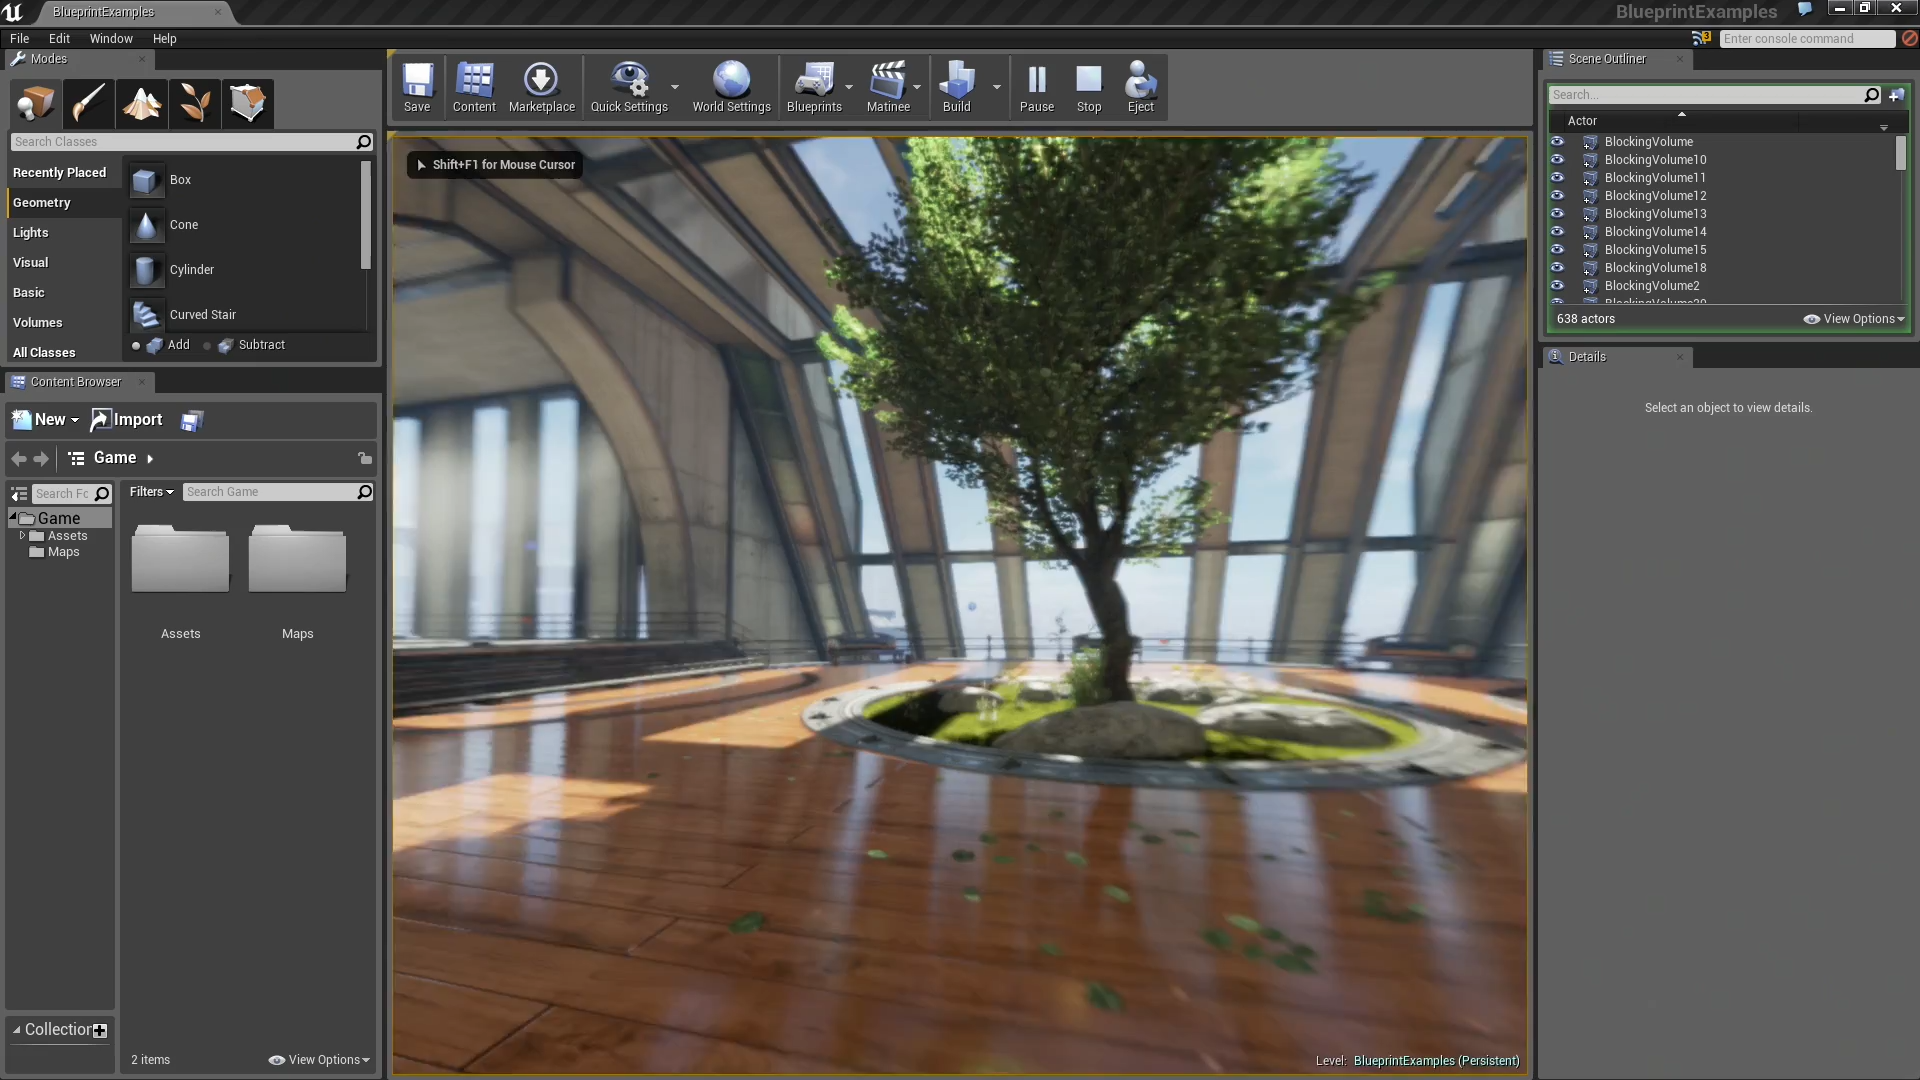 BlueprintExamples
BlueprintExamples
File Edit Window Help
3
Enter console command
Modes
Search Classes
Recently Placed
Geometry
Lights
Visual
Basic
Volumes
All Classes
Box
Cone
Cylinder
Curved Stair
Add Subtract
Content Browser
New Import
Game
Search Fo
Game
Assets
Maps
Filters Search Game
Assets Maps
Collection
2 items View Options
Save Content Marketplace Quick Settings World Settings Blueprints Matinee Build Pause Stop Eject
Shift+F1 for Mouse Cursor
Level: BlueprintExamples (Persistent)
Scene Outliner
Search...
Actor
BlockingVolume
BlockingVolume10
BlockingVolume11
BlockingVolume12
BlockingVolume13
BlockingVolume14
BlockingVolume15
BlockingVolume18
BlockingVolume2
638 actors View Options
Details
Select an object to view details.